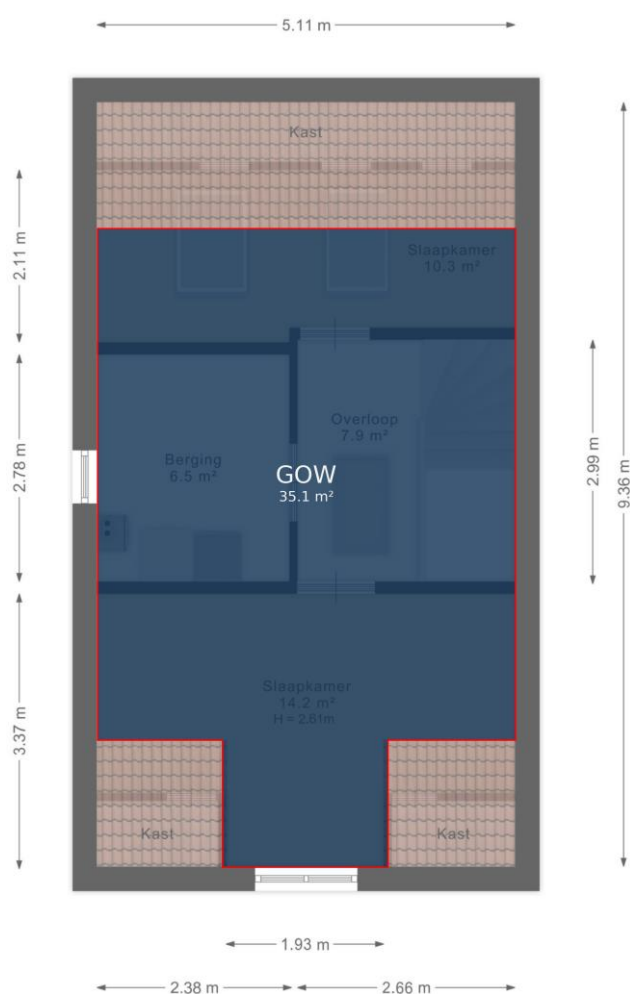 5.11 m
Kast
2.11 m
Slaapkamer
10.3 m²
9.36 m
2.78 m
2.99 m
Overloop
7.9 m²
Berging
6.5 m²
GOW
35.1 m²
3.37 m
Slaapkamer
14.2 m²
H = 2.61m
Kast
Kast
1.93 m
2.38 m
2.66 m